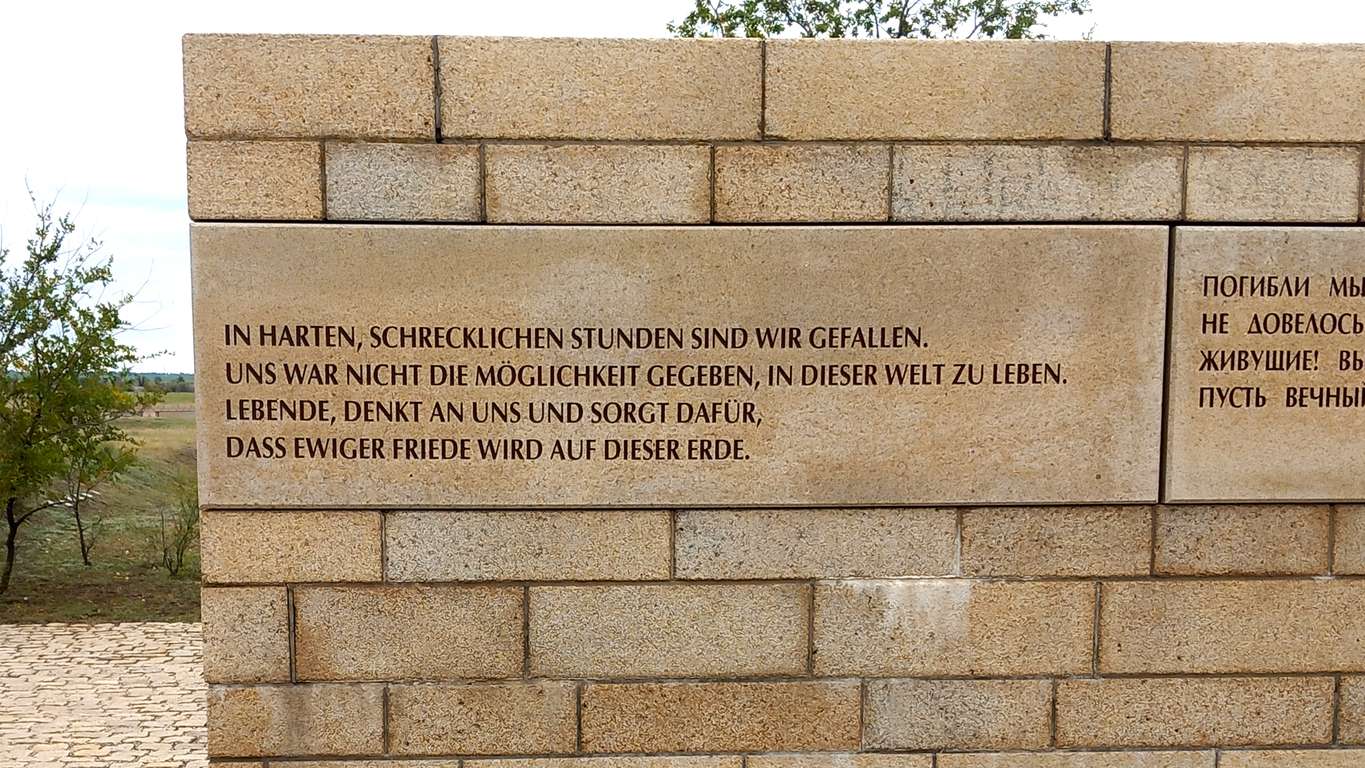 IN HARTEN, SCHRECKLICHEN STUNDEN SIND WIR GEFALLEN.
UNS WAR NICHT DIE MÖGLICHKEIT GEGEBEN, IN DIESER WELT ZU LEBEN.
LEBENDE, DENKT AN UNS UND SORGT DAFÜR,
DASS EWIGER FRIEDE WIRD AUF DIESER ERDE.
ПОГИБЛИ МЫ
НЕ ДОВЕЛОСЬ
ЖИВУЩИЕ!
ПУСТЬ